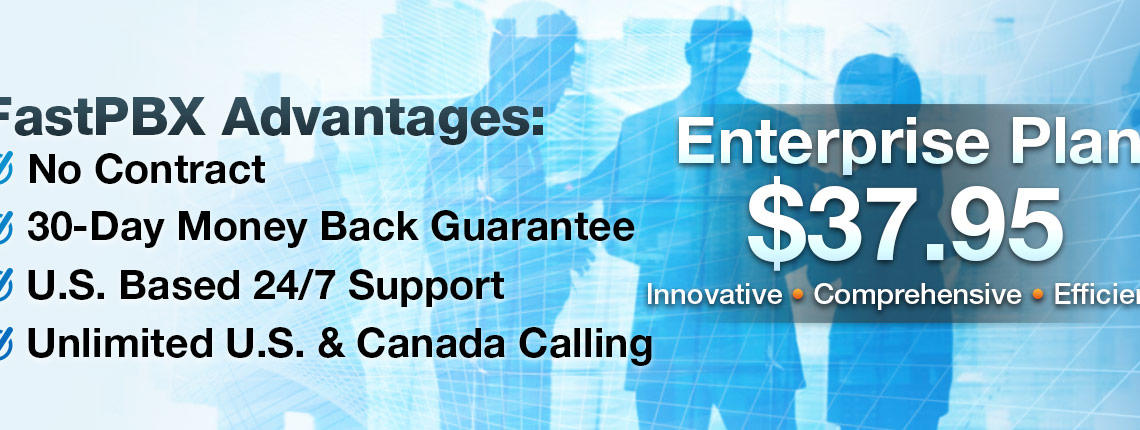 FastPBX Advantages:
No Contract
30-Day Money Back Guarantee
U.S. Based 24/7 Support
Unlimited U.S. & Canada Calling
Enterprise Plan
$37.95
Innovative • Comprehensive • Efficien